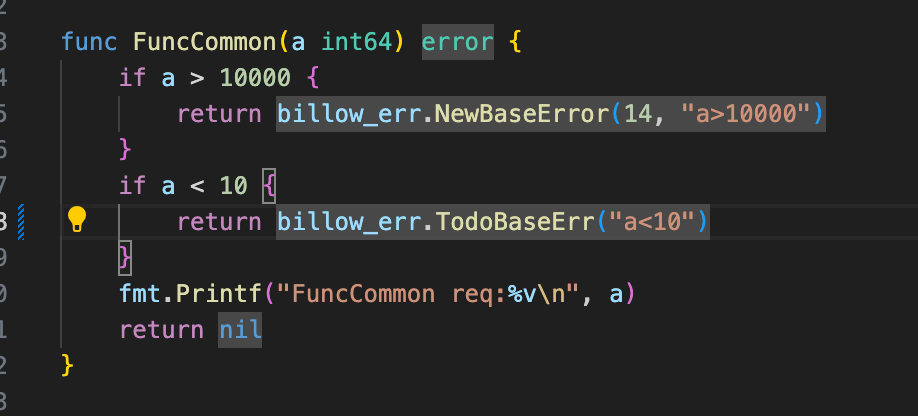 2
3 func FuncCommon(a int64) error {
4 if a > 10000 {
5 return billow_err.NewBaseError(14, "a>10000")
6 }
7 if a < 10 {
8 return billow_err.TodoBaseErr("a<10")
9 }
0 fmt.Printf("FuncCommon req:%v\n", a)
1 return nil
2 }
3